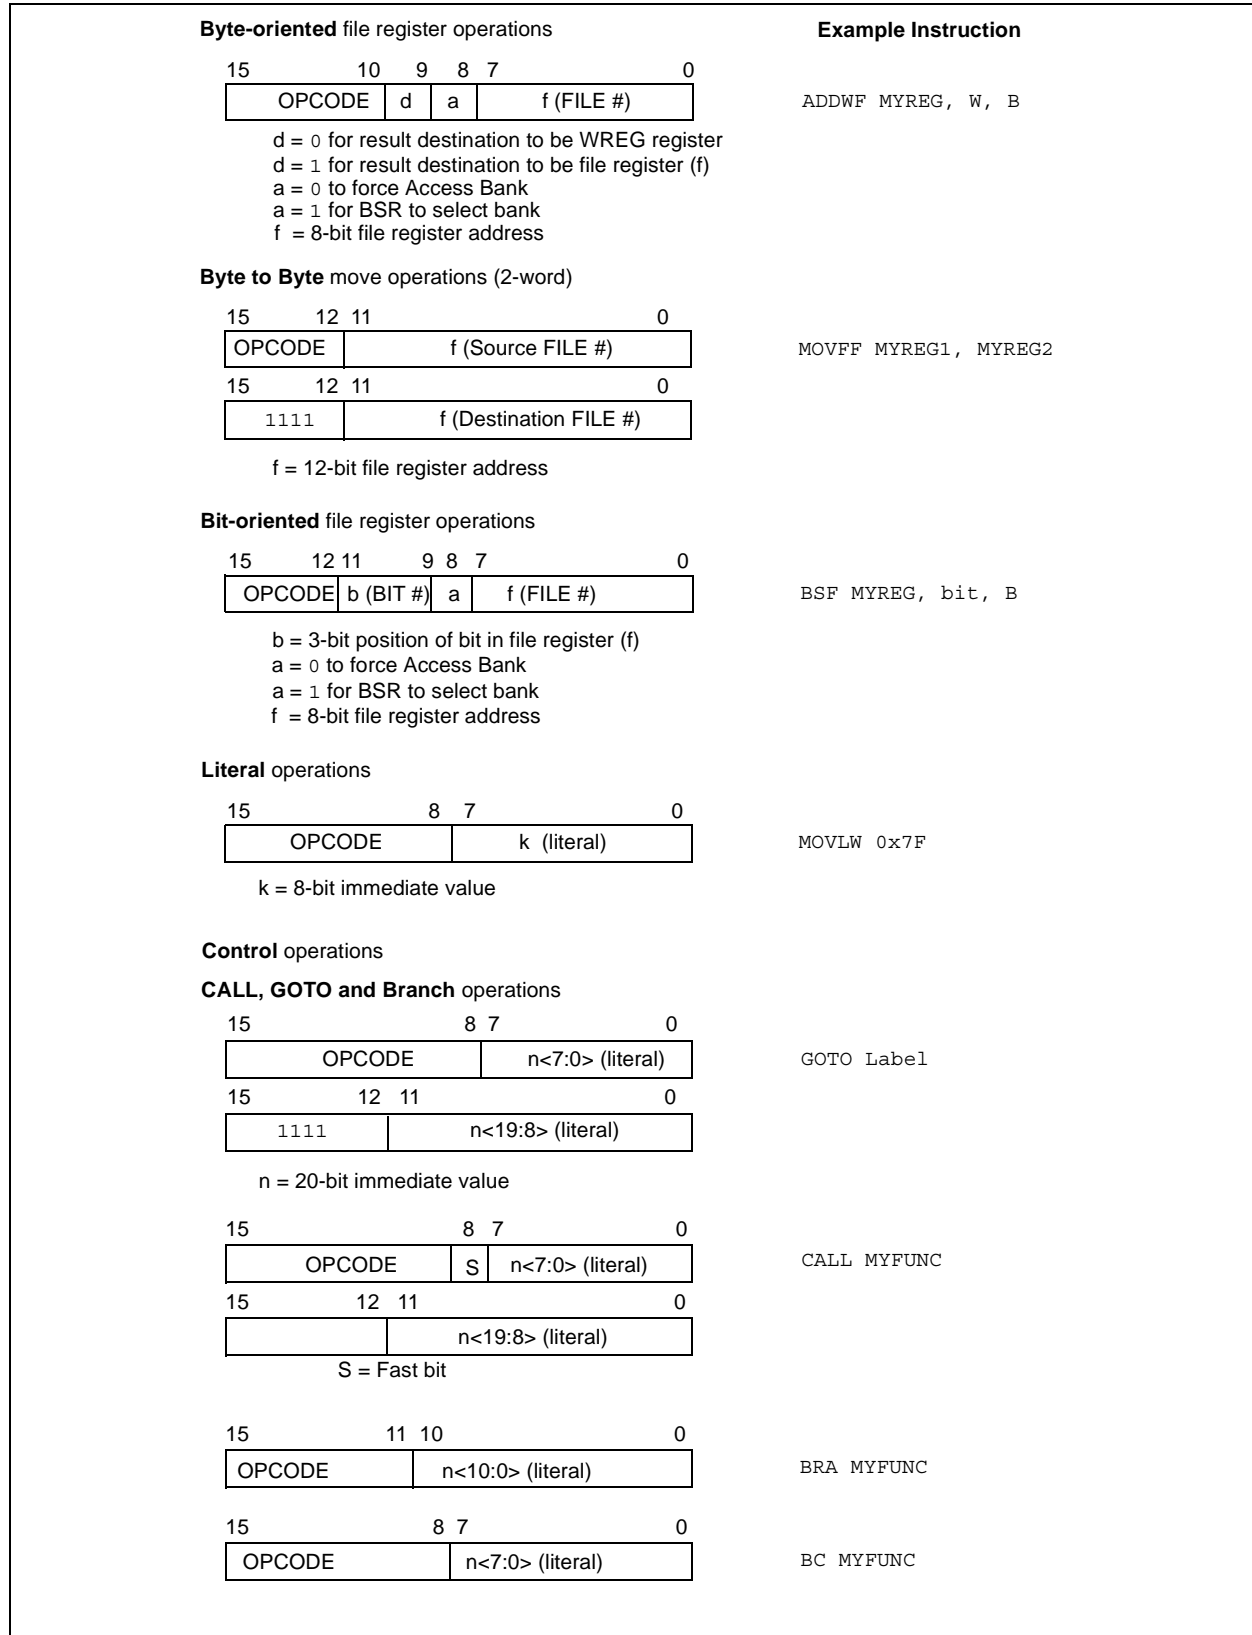 Byte-oriented file register operations Example Instruction
15 10 9 8 7 0
OPCODE d a f (FILE #) ADDWF MYREG, W, B
d = 0 for result destination to be WREG register
d = 1 for result destination to be file register (f)
a = 0 to force Access Bank
a = 1 for BSR to select bank
f = 8-bit file register address
Byte to Byte move operations (2-word)
15 12 11 0
OPCODE f (Source FILE #) MOVFF MYREG1, MYREG2
15 12 11 0
1111 f (Destination FILE #)
f = 12-bit file register address
Bit-oriented file register operations
15 12 11 9 8 7 0
OPCODE b (BIT #) a f (FILE #) BSF MYREG, bit, B
b = 3-bit position of bit in file register (f)
a = 0 to force Access Bank
a = 1 for BSR to select bank
f = 8-bit file register address
Literal operations
15 8 7 0
OPCODE k (literal) MOVLW 0x7F
k = 8-bit immediate value
Control operations
CALL, GOTO and Branch operations
15 8 7 0
OPCODE n<7:0> (literal) GOTO Label
15 12 11 0
1111 n<19:8> (literal)
n = 20-bit immediate value
15 8 7 0
OPCODE S n<7:0> (literal) CALL MYFUNC
15 12 11 0
n<19:8> (literal)
S = Fast bit
15 11 10 0
OPCODE n<10:0> (literal) BRA MYFUNC
15 8 7 0
OPCODE n<7:0> (literal) BC MYFUNC